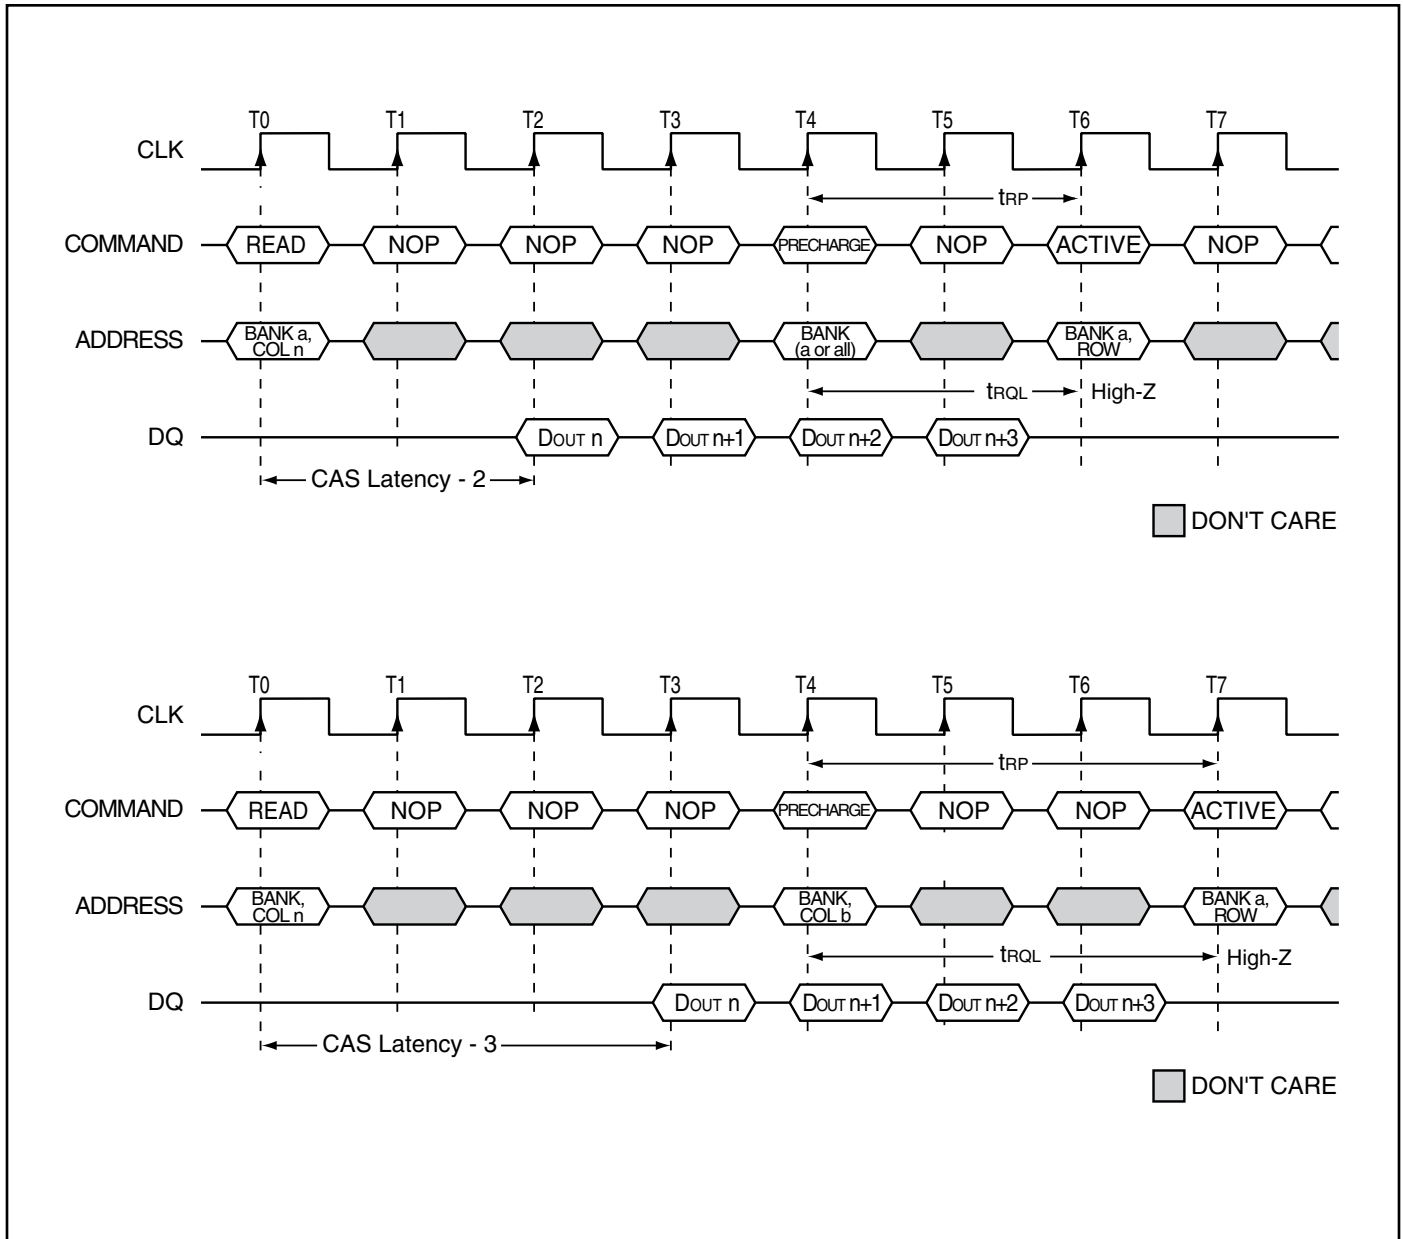 T0 T1 T2 T3 T4 T5 T6 T7
CLK
tRP
COMMAND READ NOP NOP NOP PRECHARGE NOP ACTIVE NOP
ADDRESS BANK a, COL n BANK (a or all) BANK a, ROW
tRQL High-Z
DQ DOUT n DOUT n+1 DOUT n+2 DOUT n+3
CAS Latency - 2
DON'T CARE
T0 T1 T2 T3 T4 T5 T6 T7
CLK
tRP
COMMAND READ NOP NOP NOP PRECHARGE NOP NOP ACTIVE
ADDRESS BANK, COL n BANK, COL b BANK a, ROW
tRQL High-Z
DQ DOUT n DOUT n+1 DOUT n+2 DOUT n+3
CAS Latency - 3
DON'T CARE